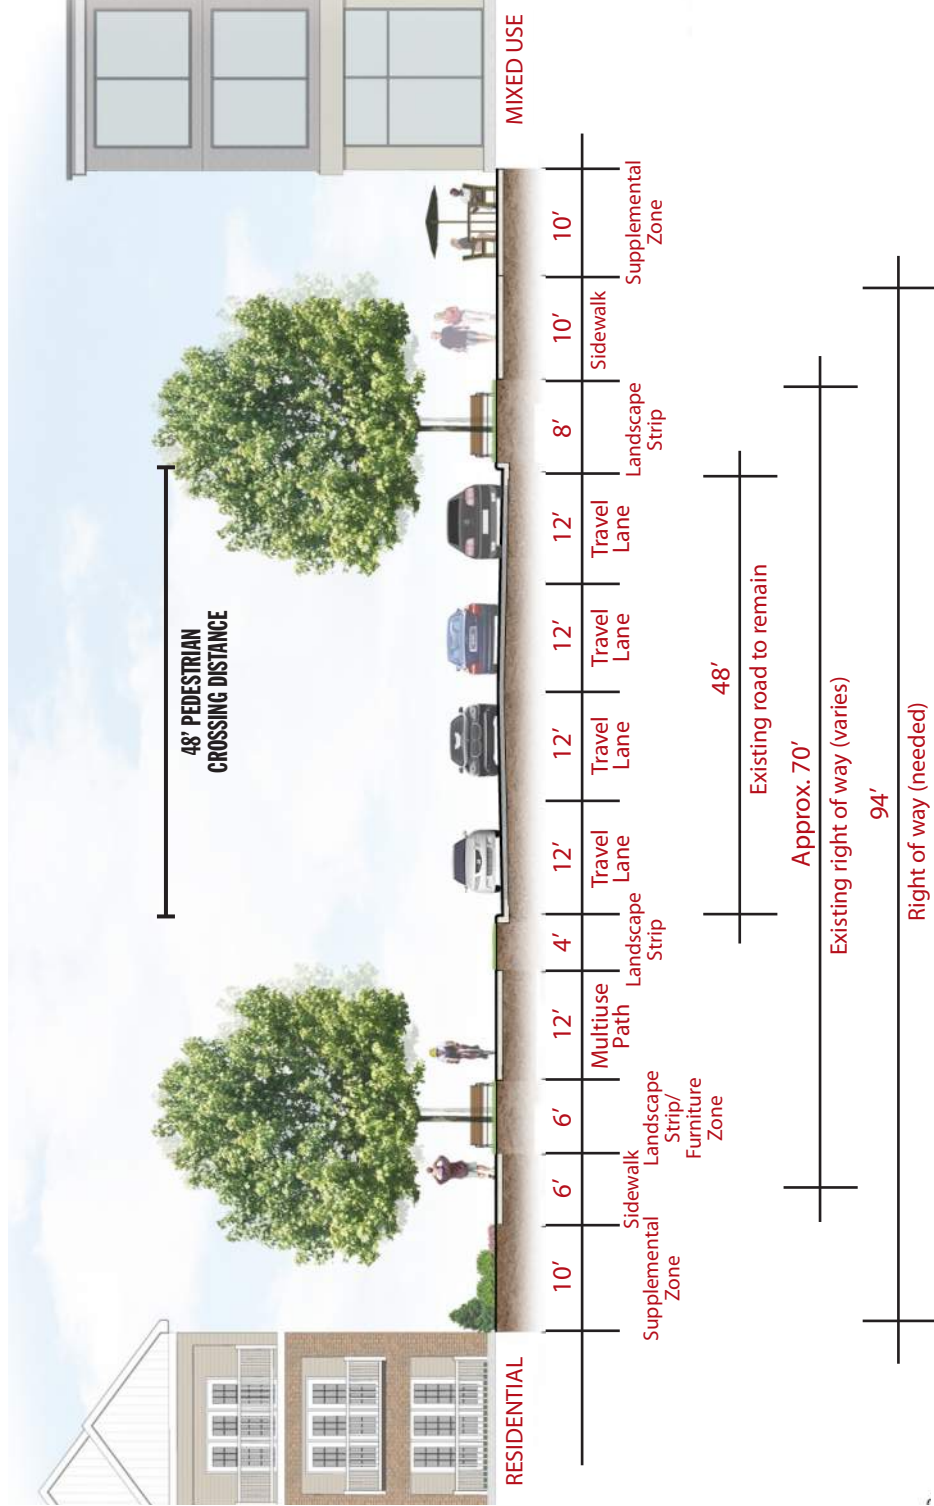 48’ PEDESTRIAN
CROSSING DISTANCE
RESIDENTIAL
MIXED USE
10’
6’
6’
12’
4’
12’
12’
12’
12’
8’
10’
10’
Supplemental
Zone
Sidewalk
Landscape
Strip/
Furniture
Zone
Multiuse
Path
Landscape
Strip
Travel
Lane
Travel
Lane
Travel
Lane
Travel
Lane
Landscape
Strip
Sidewalk
Supplemental
Zone
48’
Existing road to remain
Approx. 70’
Existing right of way (varies)
94’
Right of way (needed)